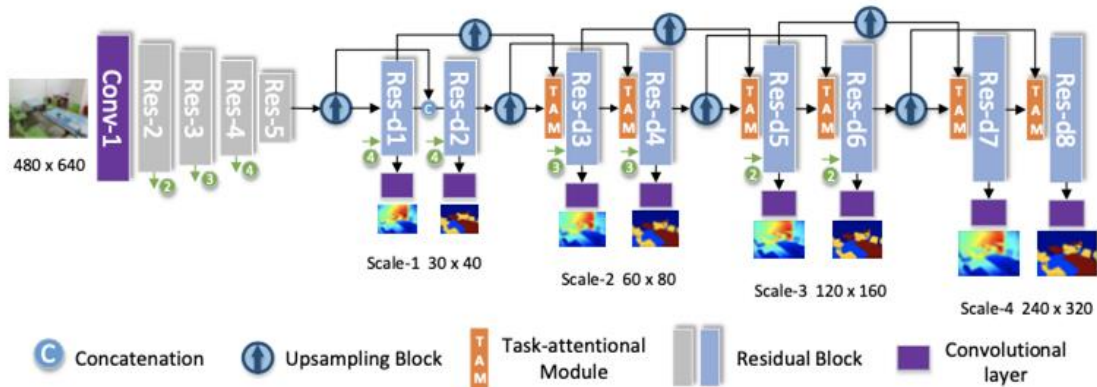 Conv-1
Res-2
Res-3
Res-4
Res-5
480 x 640
2
3
4
Res-d1
C
Res-d2
4
4
Scale-1 30 x 40
TAM
Res-d3
TAM
Res-d4
3
3
Scale-2 60 x 80
TAM
Res-d5
TAM
Res-d6
2
2
Scale-3 120 x 160
TAM
Res-d7
TAM
Res-d8
Scale-4 240 x 320
C Concatenation
Upsampling Block
TAM Task-attentional
Module
Residual Block
Convolutional
layer